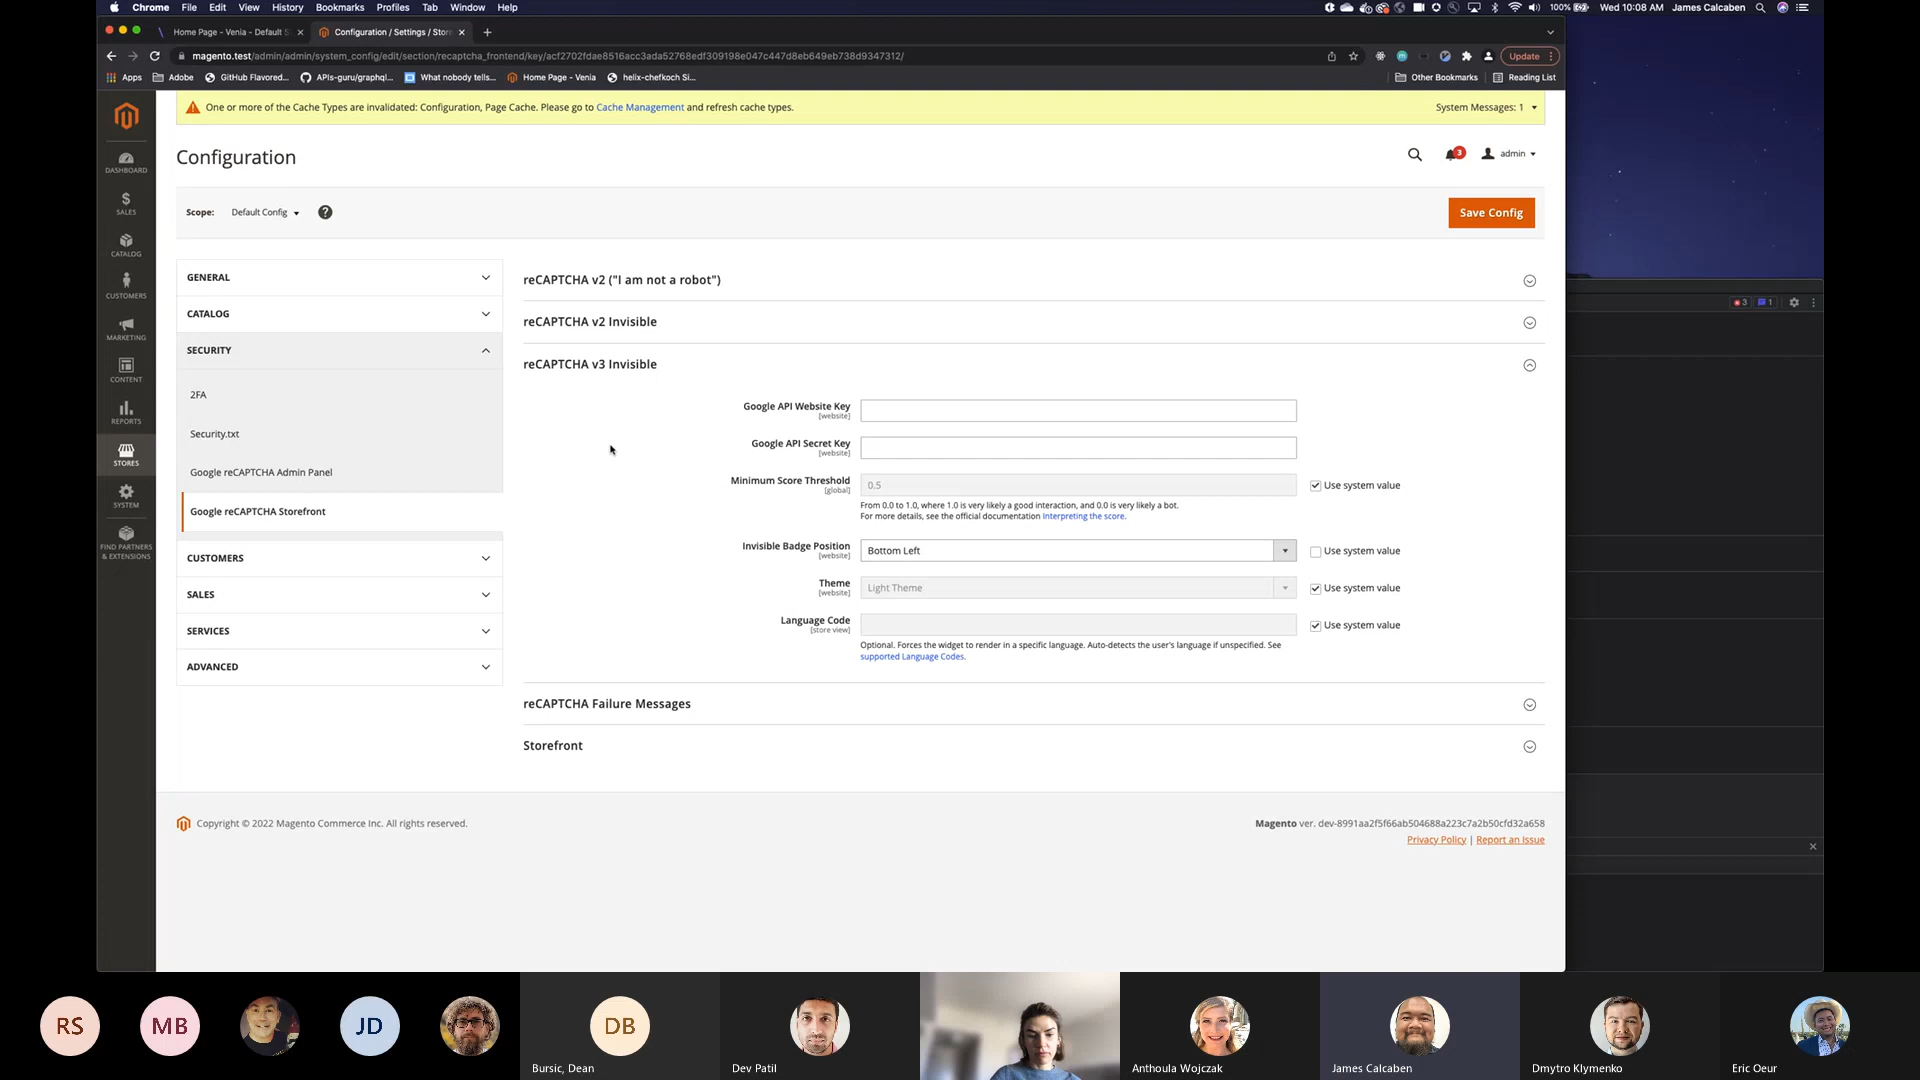 Chrome File Edit View History Bookmarks Profiles Tab Window Help
100% Wed 10:08 AM James Calcaben
Home Page - Venia - Default S
Configuration / Settings / Stor
magento.test/admin/admin/system_config/edit/section/recaptcha_frontend/key/acf2702fdae8516acc3ada52768edf309198e047c447d8eb649eb738d9347312/
Update
Apps Adobe GitHub Flavored... APIs-guru/graphql... What nobody tells... Home Page - Venia helix-chefkoch Si... Other Bookmarks Reading List
One or more of the Cache Types are invalidated: Configuration, Page Cache. Please go to Cache Management and refresh cache types.
System Messages: 1
Configuration
3
admin
Scope: Default Config ?
Save Config
DASHBOARD
SALES
CATALOG
CUSTOMERS
MARKETING
CONTENT
REPORTS
STORES
SYSTEM
FIND PARTNERS
& EXTENSIONS
GENERAL
CATALOG
SECURITY
2FA
Security.txt
Google reCAPTCHA Admin Panel
Google reCAPTCHA Storefront
CUSTOMERS
SALES
SERVICES
ADVANCED
reCAPTCHA v2 ("I am not a robot")
reCAPTCHA v2 Invisible
reCAPTCHA v3 Invisible
Google API Website Key
[website]
Google API Secret Key
[website]
Minimum Score Threshold
[global]
0.5
Use system value
From 0.0 to 1.0, where 1.0 is very likely a good interaction, and 0.0 is very likely a bot.
For more details, see the official documentation Interpreting the score.
Invisible Badge Position
[website]
Bottom Left
Use system value
Theme
[website]
Light Theme
Use system value
Language Code
[store view]
Use system value
Optional. Forces the widget to render in a specific language. Auto-detects the user's language if unspecified. See
supported Language Codes.
reCAPTCHA Failure Messages
Storefront
Copyright © 2022 Magento Commerce Inc. All rights reserved.
Magento ver. dev-8991aa2f5f66ab504688a223c7a2b50cfd32a658
Privacy Policy | Report an Issue
3 1
RS
MB
JD
DB
Bursic, Dean
Dev Patil
Anthoula Wojczak
James Calcaben
Dmytro Klymenko
Eric Oeur